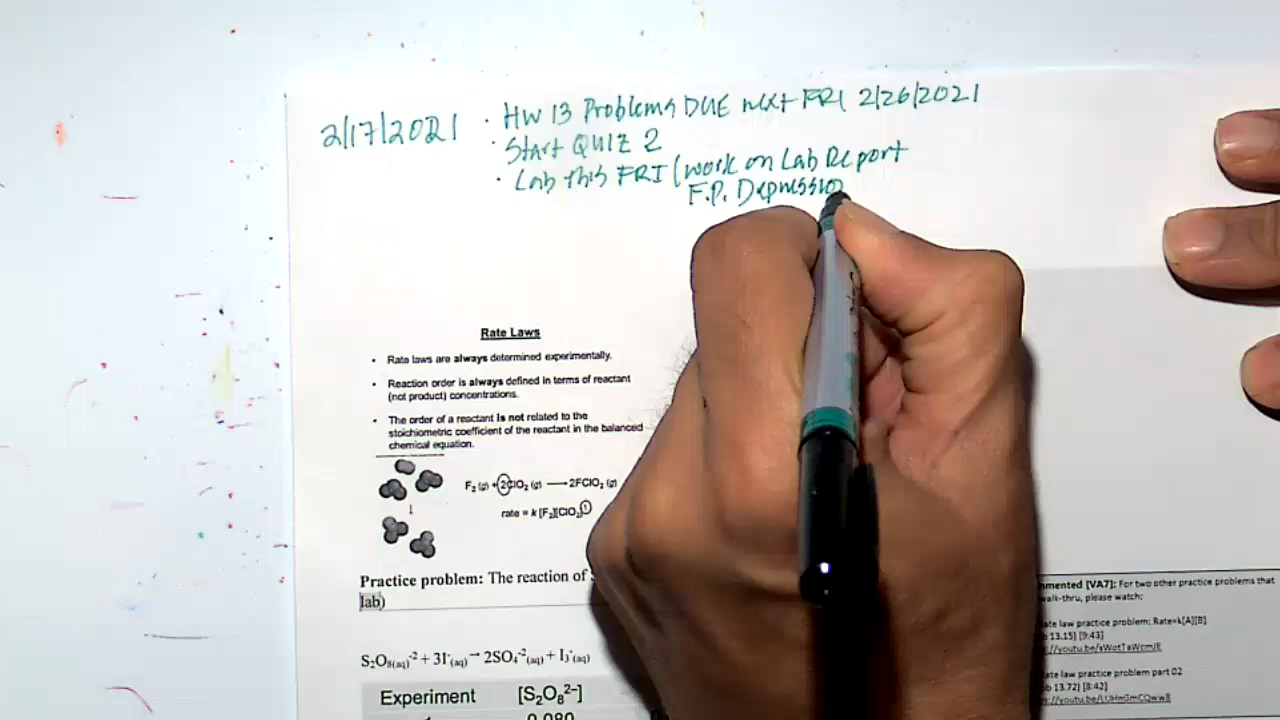 2/17/2021 · HW 13 Problems DUE next FRI 2/26/2021
· Start QUIZ 2
· Lab this FRI (work on Lab Report
F.P. Depressio
Rate Laws
• Rate laws are always determined experimentally.
• Reaction order is always defined in terms of reactant
(not product) concentrations.
• The order of a reactant is not related to the
stoichiometric coefficient of the reactant in the balanced
chemical equation.
F₂ (g) + 2ClO₂ (g) ⟶ 2FClO₂ (g)
rate = k [F₂][ClO₂]①
Practice problem: The reaction of
lab)
S₂O₈(aq)⁻² + 3I⁻(aq) → 2SO₄⁻²(aq) + I₃⁻(aq)
Experiment [S₂O₈²⁻]
0.080
nmented [VA7]: For two other practice problems that
walk-thru, please watch:
ate law practice problem: Rate=k[A][B]
b 13.15) [9:43]
ate law practice problem part 02
b 13.72) [8:42]